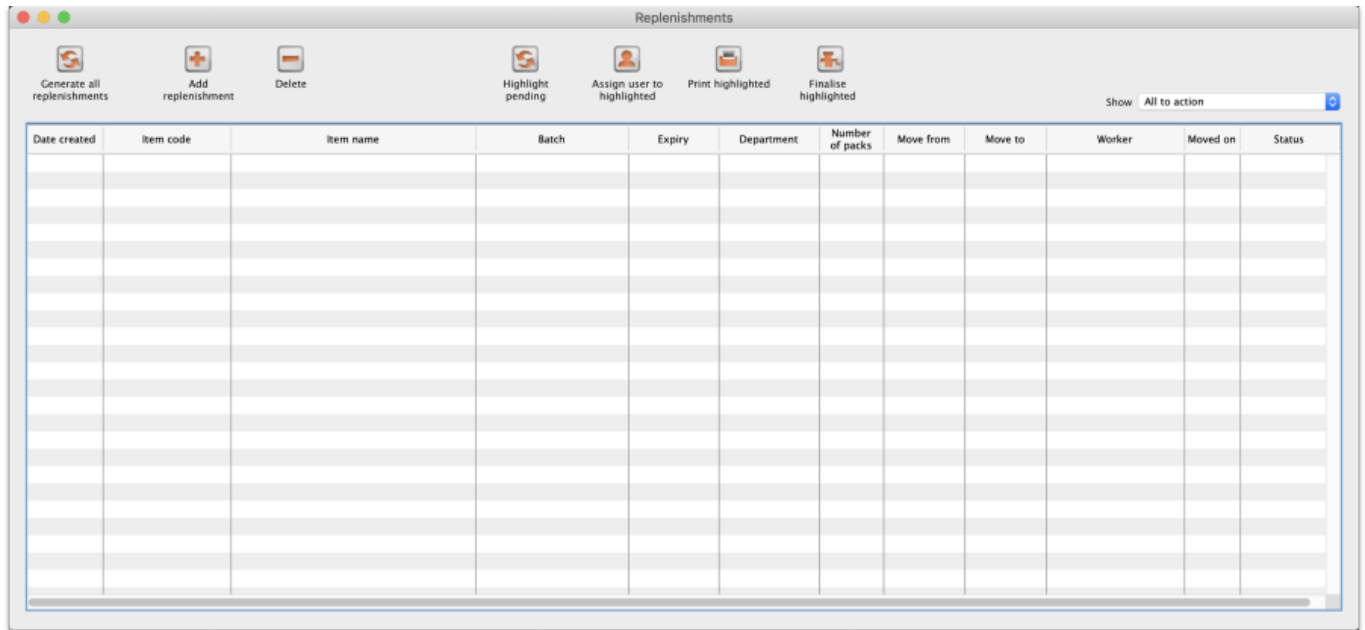 Replenishments
Generate all
replenishments
Add
replenishment
Delete
Highlight
pending
Assign user to
highlighted
Print highlighted
Finalise
highlighted
Show All to action
Date created Item code Item name Batch Expiry Department Number of packs Move from Move to Worker Moved on Status